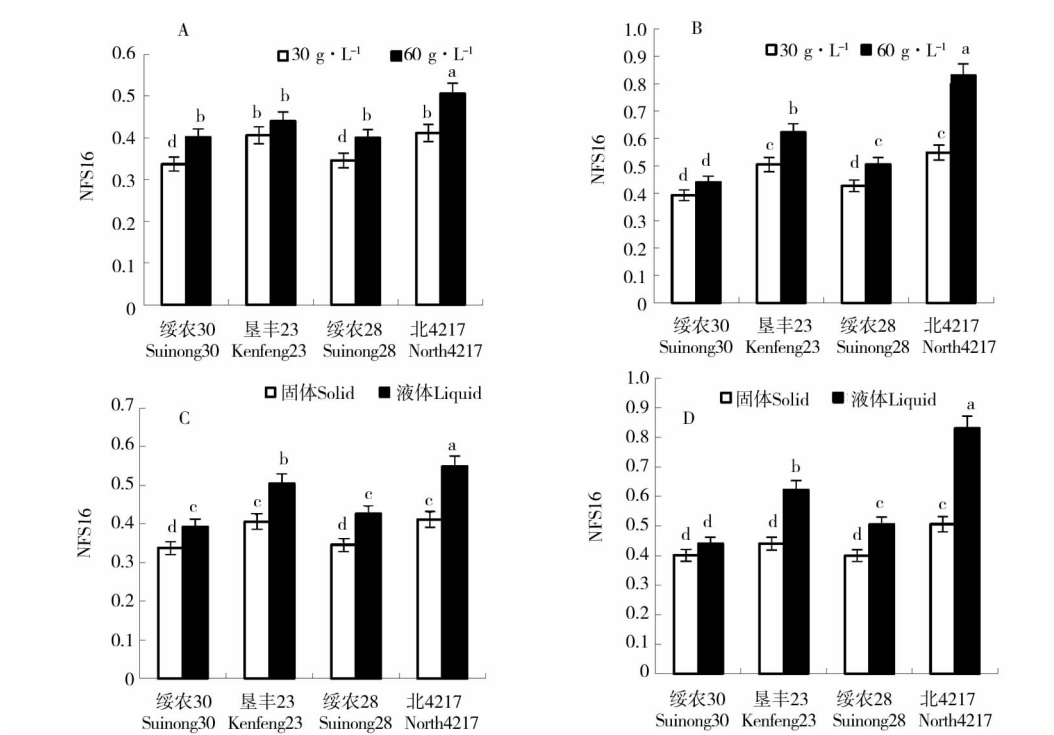 A
30 g·L⁻¹ 60 g·L⁻¹
0.6
0.5
0.4
0.3
0.2
0.1
0
NFS16
d b b b d b b a
绥农30 垦丰23 绥农28 北4217
Suinong30 Kenfeng23 Suinong28 North4217
B
30 g·L⁻¹ 60 g·L⁻¹
1.0
0.9
0.8
0.7
0.6
0.5
0.4
0.3
0.2
0.1
0
NFS16
d d c b d c c a
绥农30 垦丰23 绥农28 北4217
Suinong30 Kenfeng23 Suinong28 North4217
C
固体Solid 液体Liquid
0.7
0.6
0.5
0.4
0.3
0.2
0.1
0
NFS16
d c c b d c c a
绥农30 垦丰23 绥农28 北4217
Suinong30 Kenfeng23 Suinong28 North4217
D
固体Solid 液体Liquid
1.0
0.9
0.8
0.7
0.6
0.5
0.4
0.3
0.2
0.1
0
NFS16
d d d b d c c a
绥农30 垦丰23 绥农28 北4217
Suinong30 Kenfeng23 Suinong28 North4217